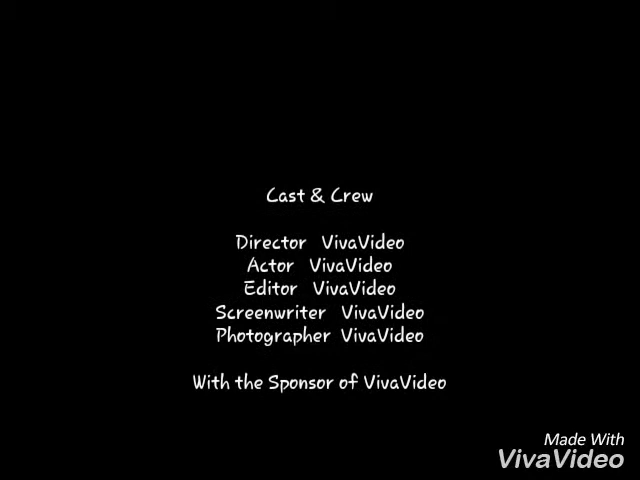 Cast & Crew
Director VivaVideo
Actor VivaVideo
Editor VivaVideo
Screenwriter VivaVideo
Photographer VivaVideo
With the Sponsor of VivaVideo
Made With
VivaVideo